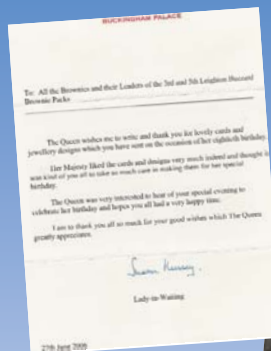 BUCKINGHAM PALACE
To: All the Brownies and their Leaders of the 3rd and 5th Leighton Buzzard
Brownie Packs
The Queen wishes me to write and thank you for lovely cards and
jewellery designs which you have sent on the occasion of her eightieth birthday.
Her Majesty liked the cards and designs very much indeed and thought it
was kind of you all to take so much care in making them for her special
birthday.
The Queen was very interested to hear of your special evening to
celebrate her birthday and hopes you all had a very happy time.
I am to thank you all so much for your good wishes which The Queen
greatly appreciates.
Susan Hussey.
Lady-in-Waiting
27th June 2006